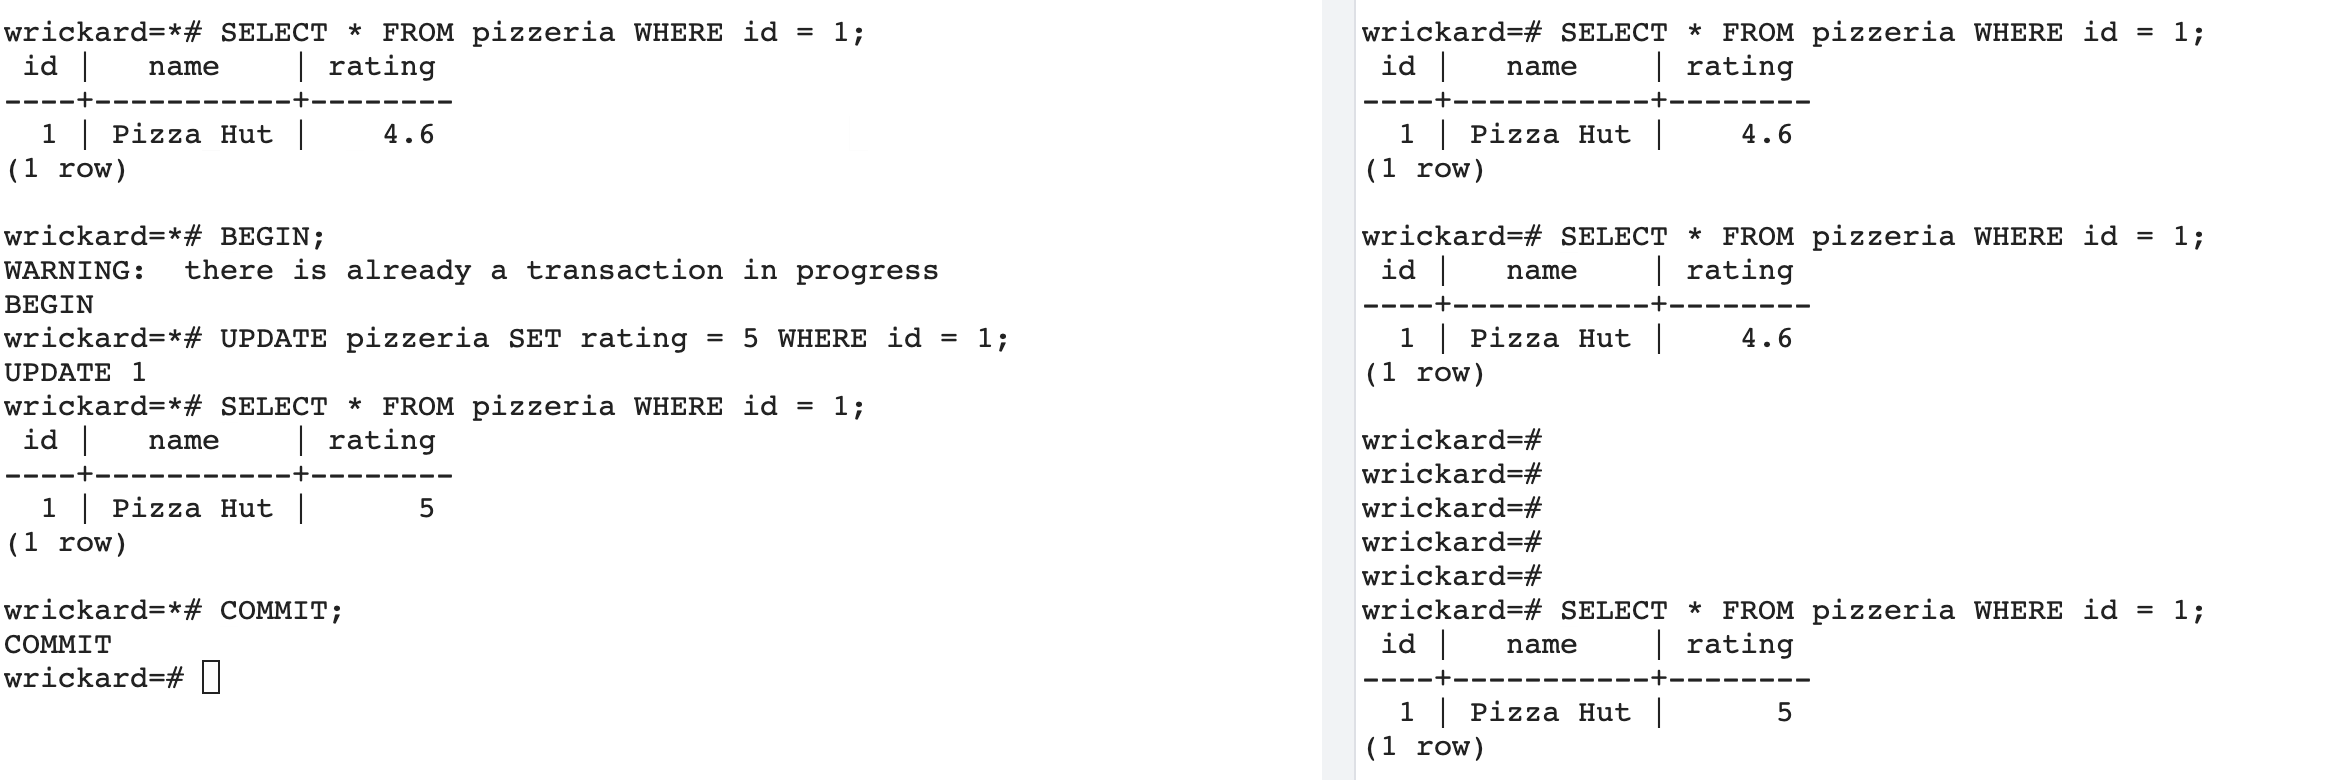 wrickard=*# SELECT * FROM pizzeria WHERE id = 1;
 id |   name    | rating
----+-----------+--------
  1 | Pizza Hut |    4.6
(1 row)

wrickard=*# BEGIN;
WARNING:  there is already a transaction in progress
BEGIN
wrickard=*# UPDATE pizzeria SET rating = 5 WHERE id = 1;
UPDATE 1
wrickard=*# SELECT * FROM pizzeria WHERE id = 1;
 id |   name    | rating
----+-----------+--------
  1 | Pizza Hut |      5
(1 row)

wrickard=*# COMMIT;
COMMIT
wrickard=#
wrickard=# SELECT * FROM pizzeria WHERE id = 1;
 id |   name    | rating
----+-----------+--------
  1 | Pizza Hut |    4.6
(1 row)

wrickard=# SELECT * FROM pizzeria WHERE id = 1;
 id |   name    | rating
----+-----------+--------
  1 | Pizza Hut |    4.6
(1 row)

wrickard=#
wrickard=#
wrickard=#
wrickard=#
wrickard=#
wrickard=# SELECT * FROM pizzeria WHERE id = 1;
 id |   name    | rating
----+-----------+--------
  1 | Pizza Hut |      5
(1 row)